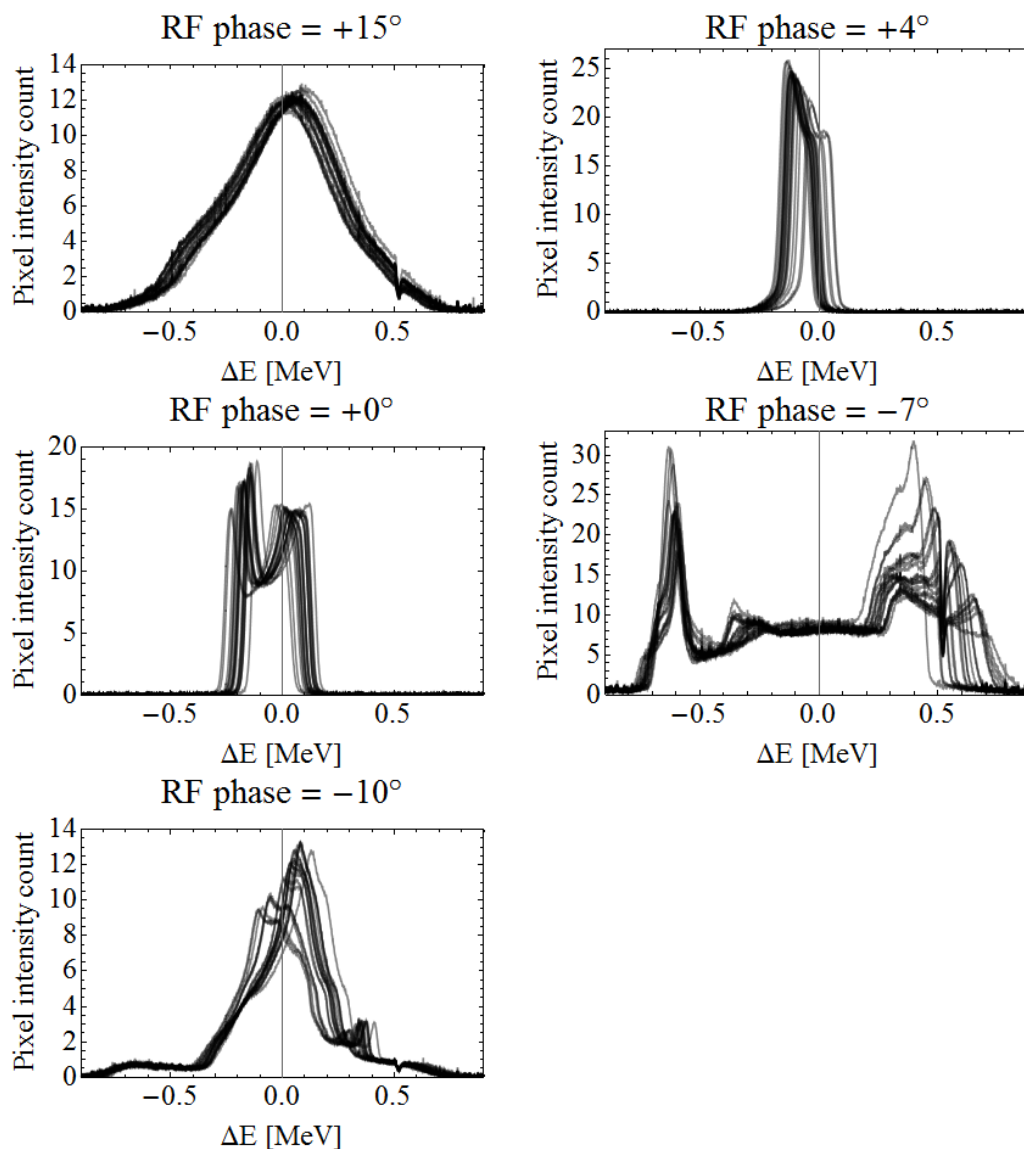 RF phase = +15°
Pixel intensity count
14
12
10
8
6
4
2
0
−0.5 0.0 0.5
ΔE [MeV]
RF phase = +4°
Pixel intensity count
25
20
15
10
5
0
−0.5 0.0 0.5
ΔE [MeV]
RF phase = +0°
Pixel intensity count
20
15
10
5
0
−0.5 0.0 0.5
ΔE [MeV]
RF phase = −7°
Pixel intensity count
30
25
20
15
10
5
0
−0.5 0.0 0.5
ΔE [MeV]
RF phase = −10°
Pixel intensity count
14
12
10
8
6
4
2
0
−0.5 0.0 0.5
ΔE [MeV]